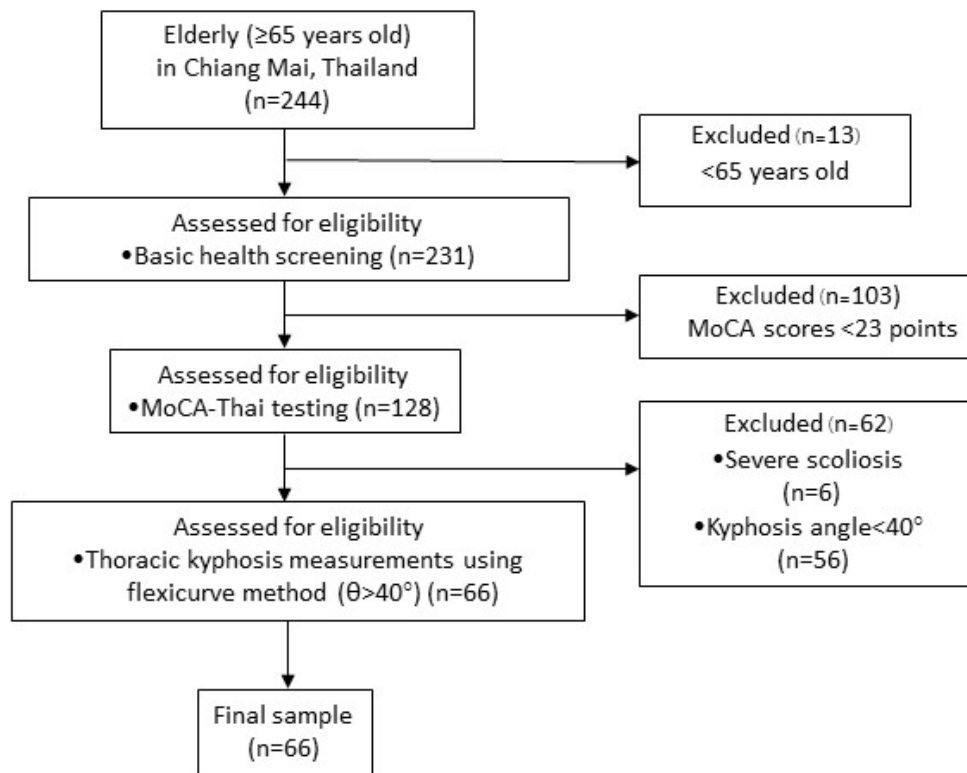 Elderly (≥65 years old)
in Chiang Mai, Thailand
(n=244)
Excluded (n=13)
<65 years old
Assessed for eligibility
•Basic health screening (n=231)
Excluded (n=103)
MoCA scores <23 points
Assessed for eligibility
•MoCA-Thai testing (n=128)
Excluded (n=62)
•Severe scoliosis
(n=6)
•Kyphosis angle<40°
(n=56)
Assessed for eligibility
•Thoracic kyphosis measurements using
flexicurve method (θ>40°) (n=66)
Final sample
(n=66)